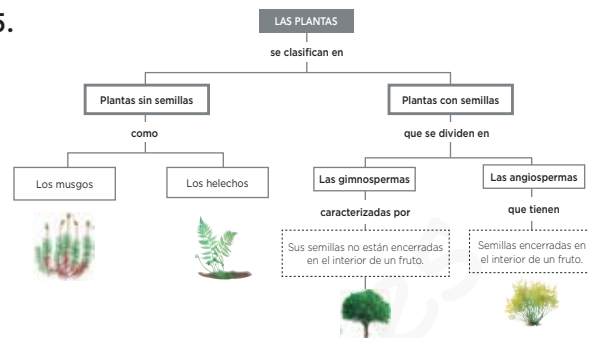 5.
LAS PLANTAS
se clasifican en
Plantas sin semillas
Plantas con semillas
como
que se dividen en
Los musgos
Los helechos
Las gimnospermas
Las angiospermas
caracterizadas por
que tienen
Sus semillas no están encerradas
en el interior de un fruto.
Semillas encerradas en
el interior de un fruto.